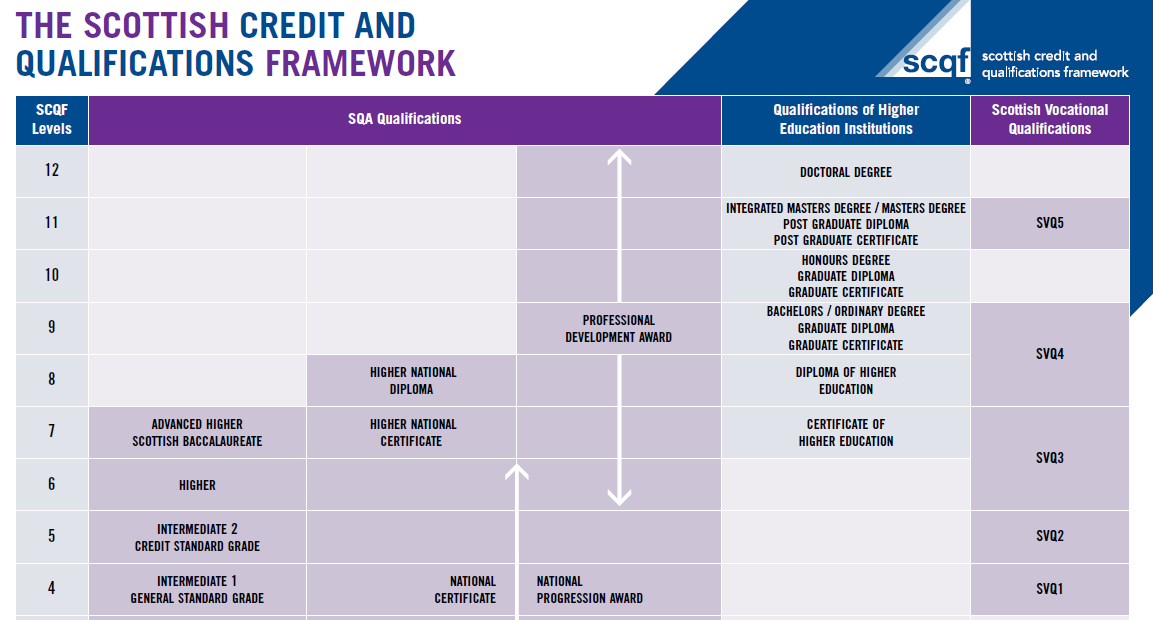 THE SCOTTISH CREDIT AND
QUALIFICATIONS FRAMEWORK
scqf
®
scottish credit and
qualifications framework
SCQF
Levels
SQA Qualifications
Qualifications of Higher
Education Institutions
Scottish Vocational
Qualifications
12
DOCTORAL DEGREE
11
INTEGRATED MASTERS DEGREE / MASTERS DEGREE
POST GRADUATE DIPLOMA
POST GRADUATE CERTIFICATE
SVQ5
10
HONOURS DEGREE
GRADUATE DIPLOMA
GRADUATE CERTIFICATE
9
PROFESSIONAL
DEVELOPMENT AWARD
BACHELORS / ORDINARY DEGREE
GRADUATE DIPLOMA
GRADUATE CERTIFICATE
SVQ4
8
HIGHER NATIONAL
DIPLOMA
DIPLOMA OF HIGHER
EDUCATION
7
ADVANCED HIGHER
SCOTTISH BACCALAUREATE
HIGHER NATIONAL
CERTIFICATE
CERTIFICATE OF
HIGHER EDUCATION
SVQ3
6
HIGHER
5
INTERMEDIATE 2
CREDIT STANDARD GRADE
SVQ2
4
INTERMEDIATE 1
GENERAL STANDARD GRADE
NATIONAL
CERTIFICATE
NATIONAL
PROGRESSION AWARD
SVQ1